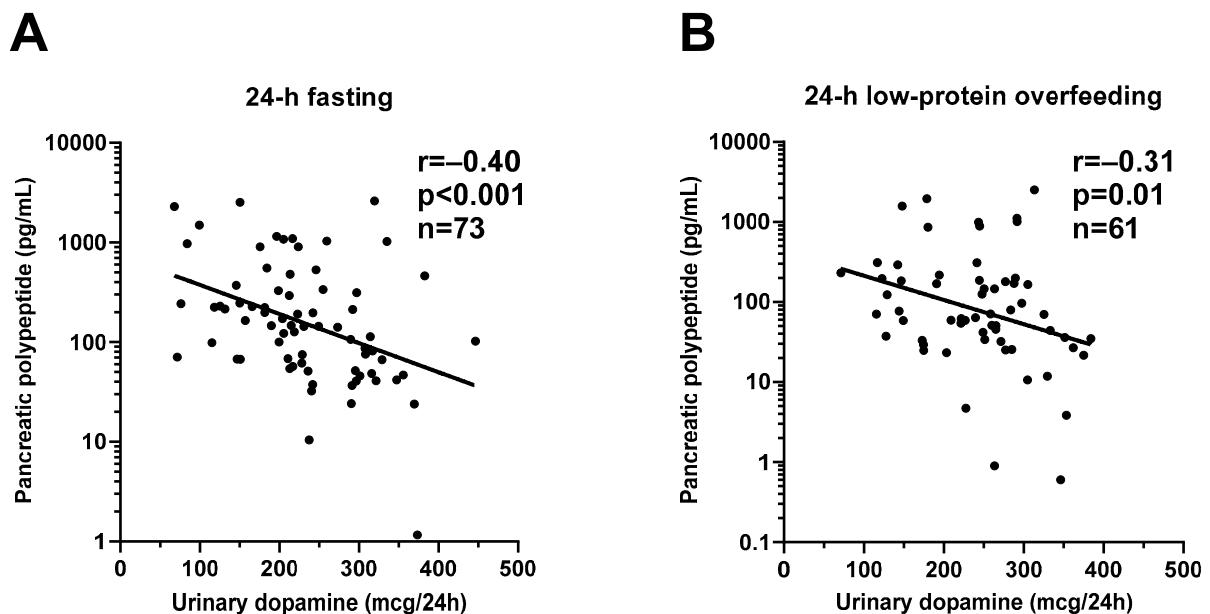 A
24-h fasting
r=–0.40
p<0.001
n=73
Pancreatic polypeptide (pg/mL)
10000
1000
100
10
1
0 100 200 300 400 500
Urinary dopamine (mcg/24h)
B
24-h low-protein overfeeding
r=–0.31
p=0.01
n=61
Pancreatic polypeptide (pg/mL)
10000
1000
100
10
1
0.1
0 100 200 300 400 500
Urinary dopamine (mcg/24h)